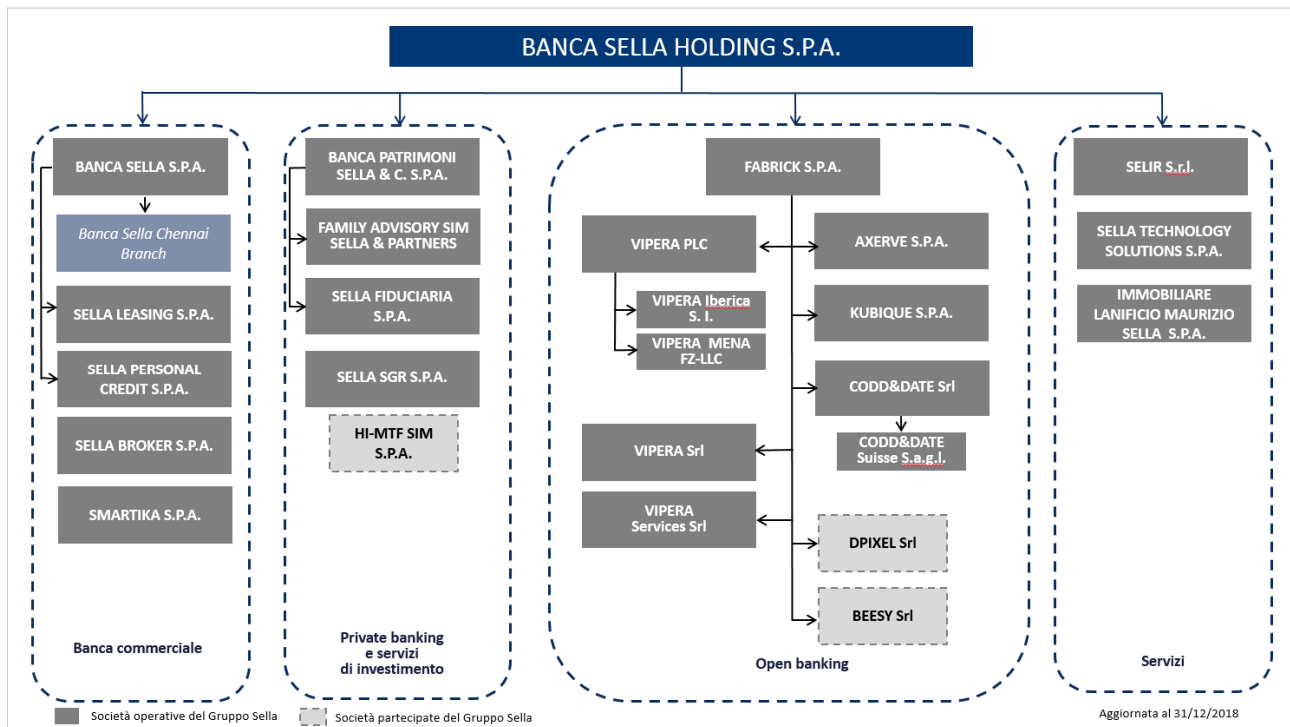 BANCA SELLA HOLDING S.P.A.
BANCA SELLA S.P.A.
Banca Sella Chennai
Branch
SELLA LEASING S.P.A.
SELLA PERSONAL
CREDIT S.P.A.
SELLA BROKER S.P.A.
SMARTIKA S.P.A.
Banca commerciale
BANCA PATRIMONI
SELLA & C. S.P.A.
FAMILY ADVISORY SIM
SELLA & PARTNERS
SELLA FIDUCIARIA
S.P.A.
SELLA SGR S.P.A.
HI-MTF SIM
S.P.A.
Private banking
e servizi
di investimento
FABRICK S.P.A.
VIPERA PLC
VIPERA Iberica
S. I.
VIPERA MENA
FZ-LLC
VIPERA Srl
VIPERA
Services Srl
AXERVE S.P.A.
KUBIQUE S.P.A.
CODD&DATE Srl
CODD&DATE
Suisse S.a.g.l.
DPIXEL Srl
BEESY Srl
Open banking
SELIR S.r.l.
SELLA TECHNOLOGY
SOLUTIONS S.P.A.
IMMOBILIARE
LANIFICIO MAURIZIO
SELLA S.P.A.
Servizi
Società operative del Gruppo Sella
Società partecipate del Gruppo Sella
Aggiornata al 31/12/2018